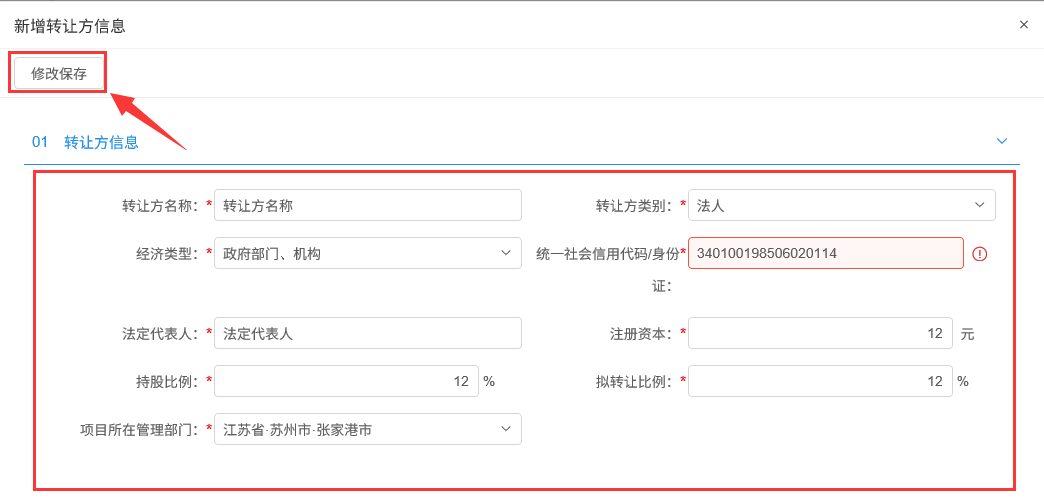 新增转让方信息
×
修改保存
01 转让方信息
转让方名称：*转让方名称
转让方类别：*法人
经济类型：*政府部门、机构
统一社会信用代码/身份证：*340100198506020114
法定代表人：*法定代表人
注册资本：*12 元
持股比例：*12 %
拟转让比例：*12 %
项目所在管理部门：*江苏省·苏州市·张家港市